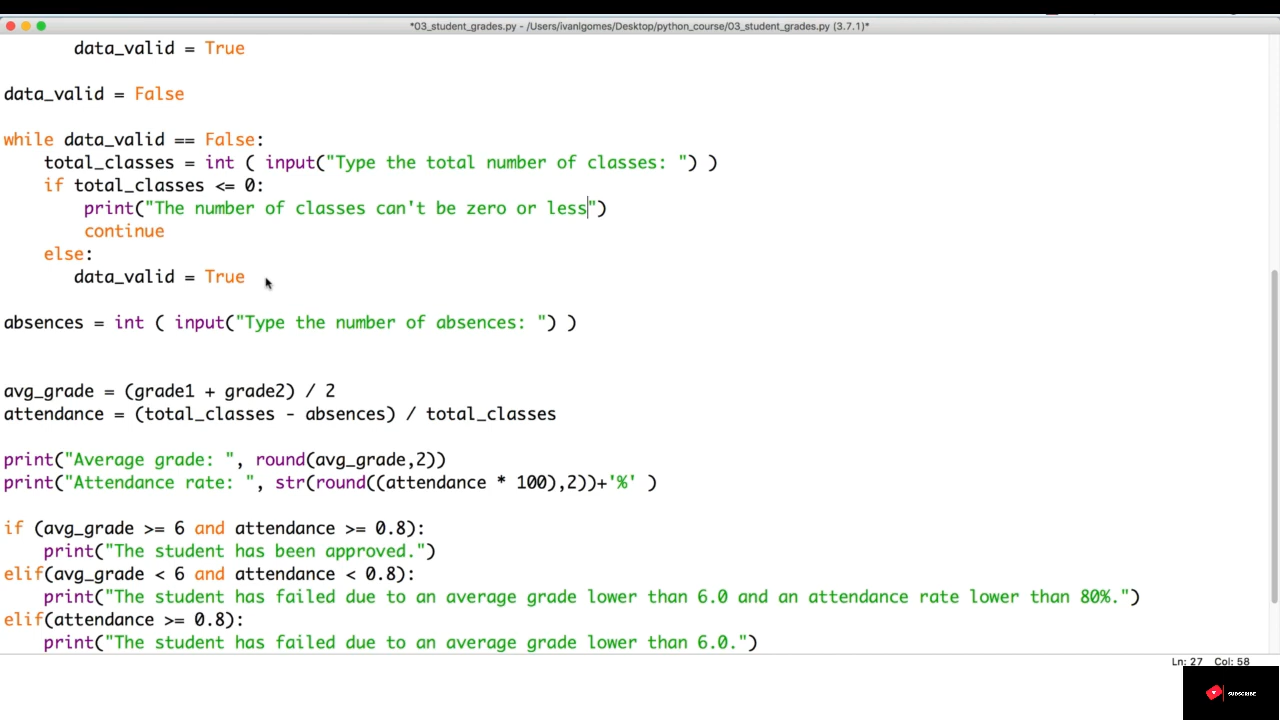 *03_student_grades.py - /Users/ivanlgomes/Desktop/python_course/03_student_grades.py (3.7.1)*
data_valid = True
data_valid = False
while data_valid == False:
total_classes = int ( input("Type the total number of classes: ") )
if total_classes <= 0:
print("The number of classes can't be zero or less")
continue
else:
data_valid = True
absences = int ( input("Type the number of absences: ") )
avg_grade = (grade1 + grade2) / 2
attendance = (total_classes - absences) / total_classes
print("Average grade: ", round(avg_grade,2))
print("Attendance rate: ", str(round((attendance * 100),2))+'%' )
if (avg_grade >= 6 and attendance >= 0.8):
print("The student has been approved.")
elif(avg_grade < 6 and attendance < 0.8):
print("The student has failed due to an average grade lower than 6.0 and an attendance rate lower than 80%.")
elif(attendance >= 0.8):
print("The student has failed due to an average grade lower than 6.0.")
Ln: 27 Col: 58
SUBSCRIBE